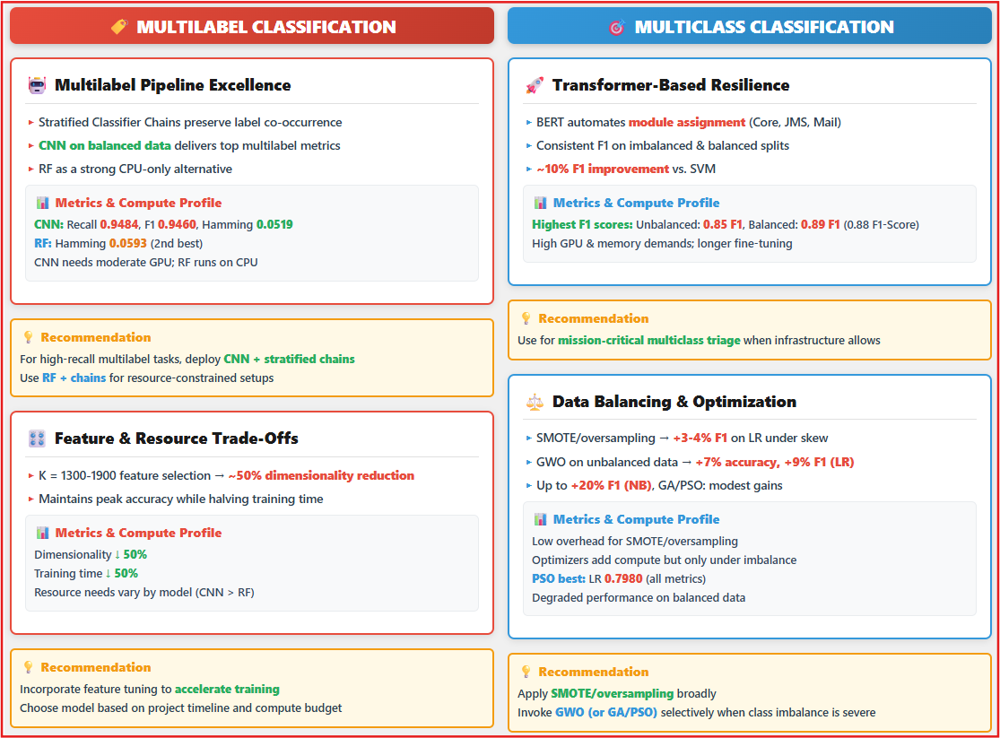 MULTILABEL CLASSIFICATION
Multilabel Pipeline Excellence
▸ Stratified Classifier Chains preserve label co-occurrence
▸ CNN on balanced data delivers top multilabel metrics
▸ RF as a strong CPU-only alternative
Metrics & Compute Profile
CNN: Recall 0.9484, F1 0.9460, Hamming 0.0519
RF: Hamming 0.0593 (2nd best)
CNN needs moderate GPU; RF runs on CPU
Recommendation
For high-recall multilabel tasks, deploy CNN + stratified chains
Use RF + chains for resource-constrained setups
Feature & Resource Trade-Offs
▸ K = 1300-1900 feature selection → ~50% dimensionality reduction
▸ Maintains peak accuracy while halving training time
Metrics & Compute Profile
Dimensionality ↓ 50%
Training time ↓ 50%
Resource needs vary by model (CNN > RF)
Recommendation
Incorporate feature tuning to accelerate training
Choose model based on project timeline and compute budget
MULTICLASS CLASSIFICATION
Transformer-Based Resilience
▸ BERT automates module assignment (Core, JMS, Mail)
▸ Consistent F1 on imbalanced & balanced splits
▸ ~10% F1 improvement vs. SVM
Metrics & Compute Profile
Highest F1 scores: Unbalanced: 0.85 F1, Balanced: 0.89 F1 (0.88 F1-Score)
High GPU & memory demands; longer fine-tuning
Recommendation
Use for mission-critical multiclass triage when infrastructure allows
Data Balancing & Optimization
▸ SMOTE/oversampling → +3-4% F1 on LR under skew
▸ GWO on unbalanced data → +7% accuracy, +9% F1 (LR)
▸ Up to +20% F1 (NB), GA/PSO: modest gains
Metrics & Compute Profile
Low overhead for SMOTE/oversampling
Optimizers add compute but only under imbalance
PSO best: LR 0.7980 (all metrics)
Degraded performance on balanced data
Recommendation
Apply SMOTE/oversampling broadly
Invoke GWO (or GA/PSO) selectively when class imbalance is severe